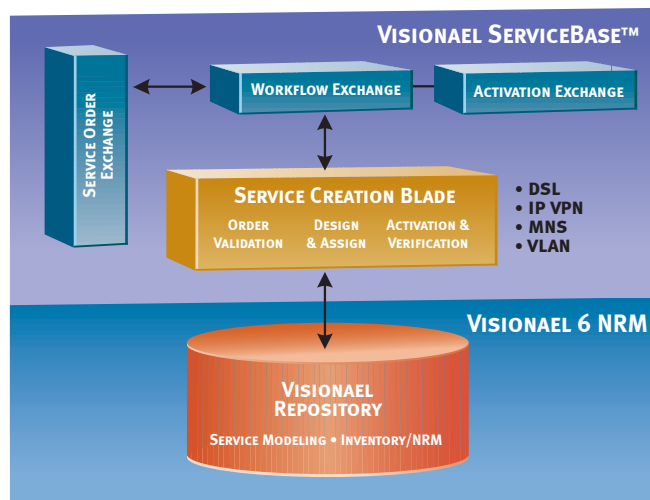 VISIONAEL SERVICEBASE™
SERVICE ORDER
EXCHANGE
WORKFLOW EXCHANGE
ACTIVATION EXCHANGE
SERVICE CREATION BLADE
ORDER
VALIDATION
DESIGN
& ASSIGN
ACTIVATION &
VERIFICATION
• DSL
• IP VPN
• MNS
• VLAN
VISIONAEL 6 NRM
VISIONAEL
REPOSITORY
SERVICE MODELING • INVENTORY/NRM